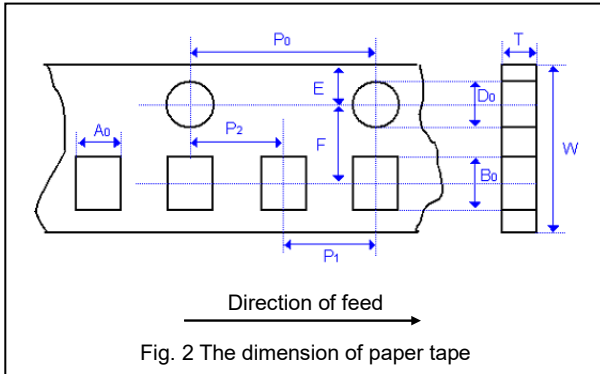 P0
T
E
D0
A0
P2
F
W
B0
P1
Direction of feed
Fig. 2 The dimension of paper tape